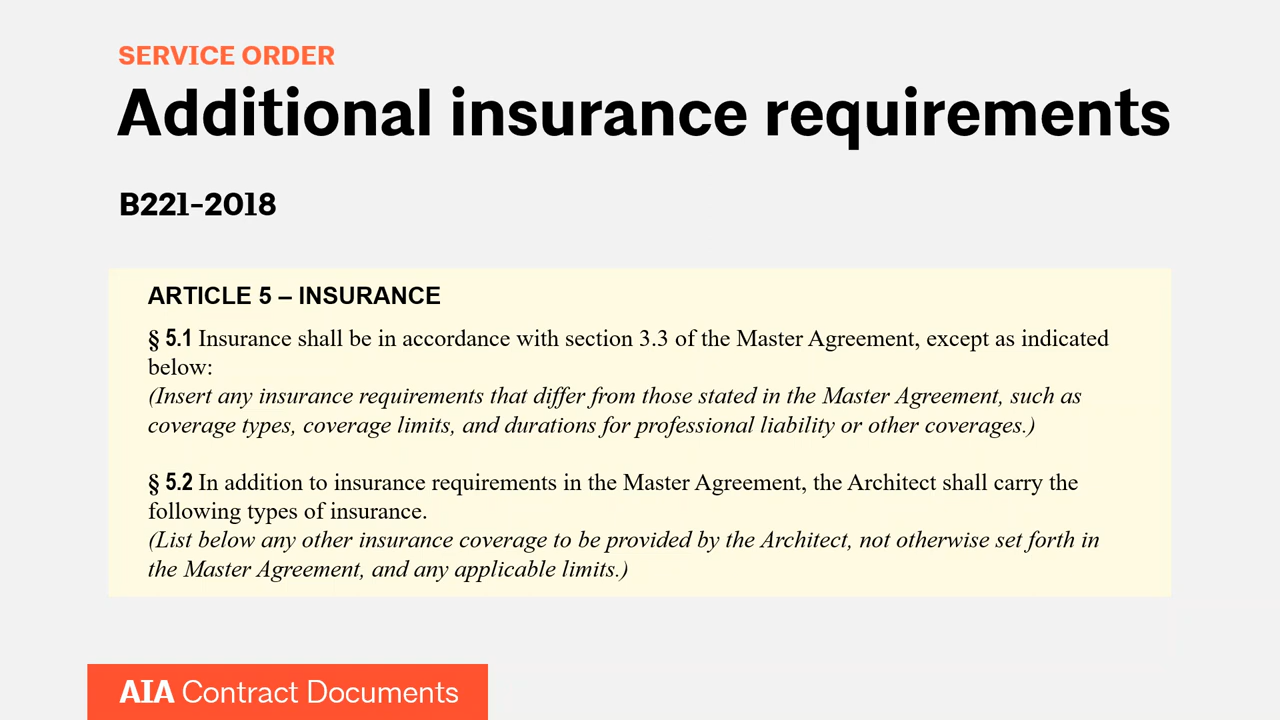 SERVICE ORDER
Additional insurance requirements
B221-2018
ARTICLE 5 – INSURANCE
§ 5.1 Insurance shall be in accordance with section 3.3 of the Master Agreement, except as indicated
below:
(Insert any insurance requirements that differ from those stated in the Master Agreement, such as
coverage types, coverage limits, and durations for professional liability or other coverages.)
§ 5.2 In addition to insurance requirements in the Master Agreement, the Architect shall carry the
following types of insurance.
(List below any other insurance coverage to be provided by the Architect, not otherwise set forth in
the Master Agreement, and any applicable limits.)
AIA Contract Documents